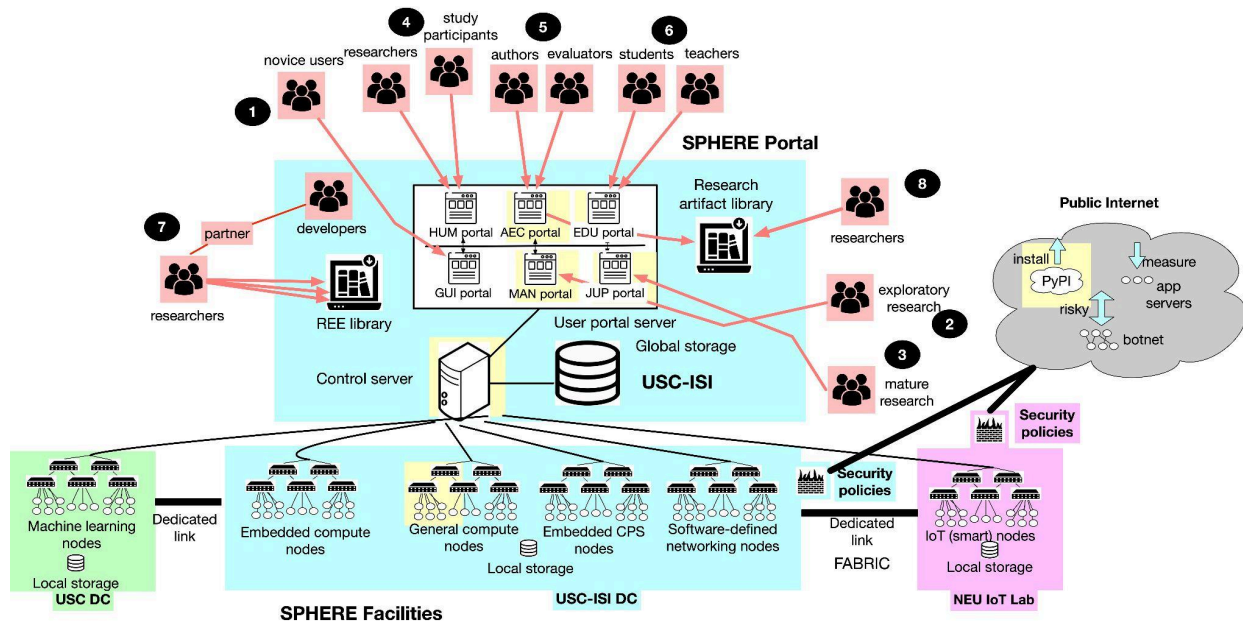 4
study
participants
5
6
researchers
authors
evaluators
students
teachers
novice users
1
SPHERE Portal
7
partner
developers
researchers
REE library
HUM portal
AEC portal
EDU portal
GUI portal
MAN portal
JUP portal
Research
artifact library
8
researchers
exploratory
research
2
3
mature
research
User portal server
Global storage
Control server
USC-ISI
Public Internet
install
PyPI
measure
app
servers
risky
botnet
Security
policies
Security
policies
Machine learning
nodes
Local storage
USC DC
Dedicated
link
Embedded compute
nodes
General compute
nodes
Embedded CPS
nodes
Software-defined
networking nodes
Local storage
USC-ISI DC
Dedicated
link
FABRIC
IoT (smart) nodes
Local storage
NEU IoT Lab
SPHERE Facilities